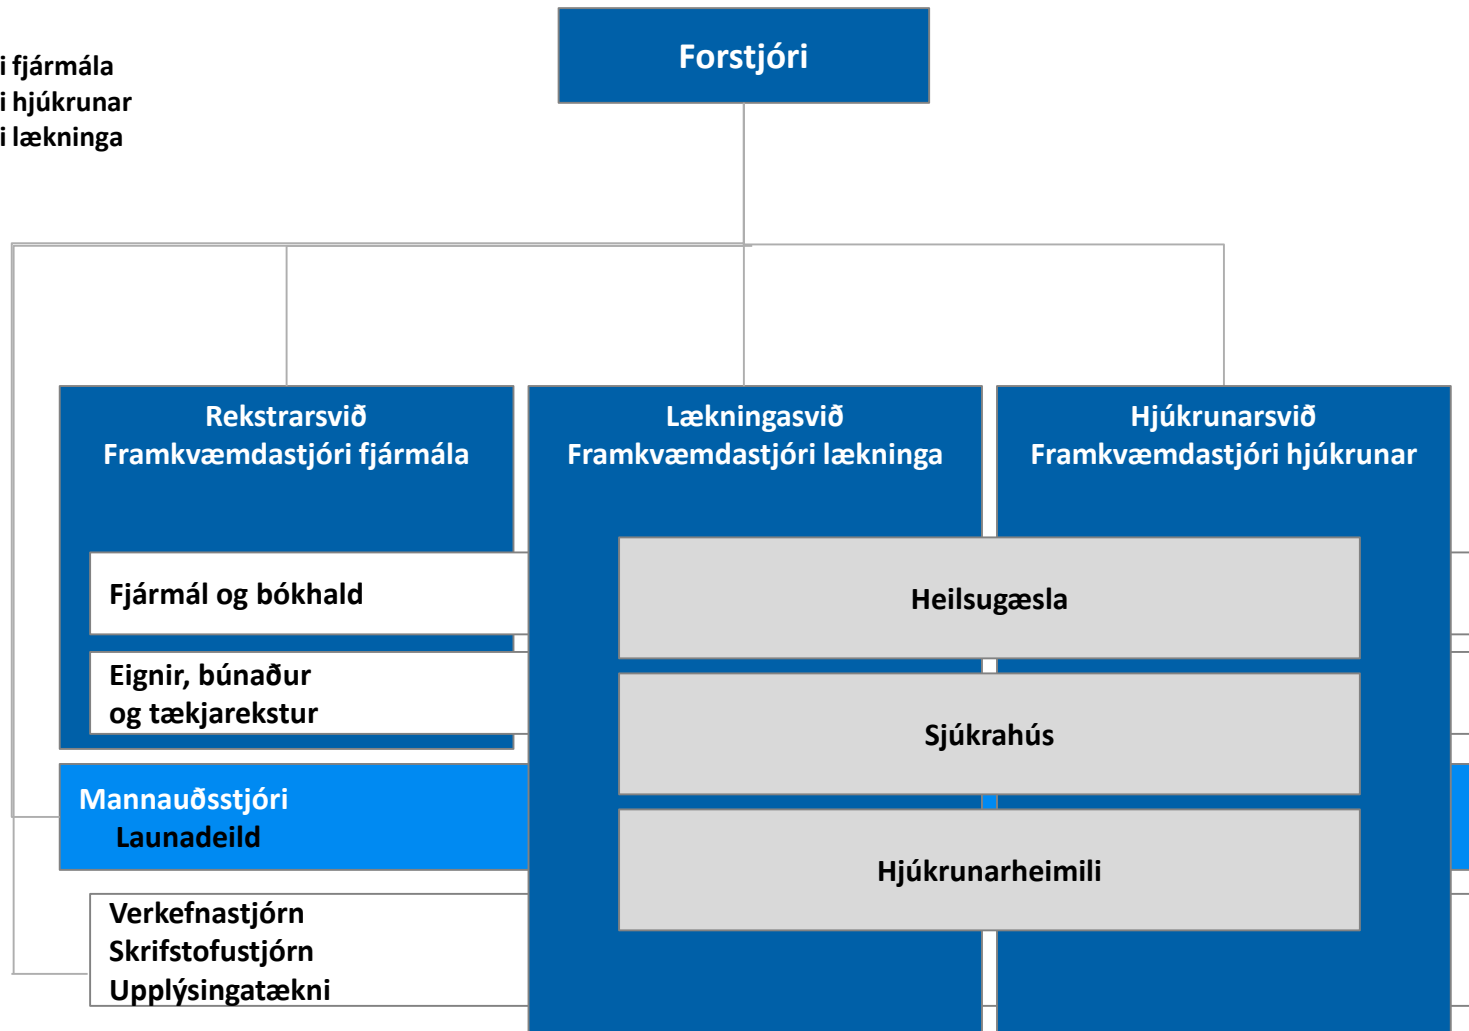 Forstjóri
i fjármála
i hjúkrunar
i lækninga
Rekstrarsvið
Framkvæmdastjóri fjármála
Lækningasvið
Framkvæmdastjóri lækninga
Hjúkrunarsvið
Framkvæmdastjóri hjúkrunar
Fjármál og bókhald
Eignir, búnaður
og tækjarekstur
Mannauðsstjóri
Launadeild
Verkefnastjórn
Skrifstofustjórn
Upplýsingatækni
Heilsugæsla
Sjúkrahús
Hjúkrunarheimili